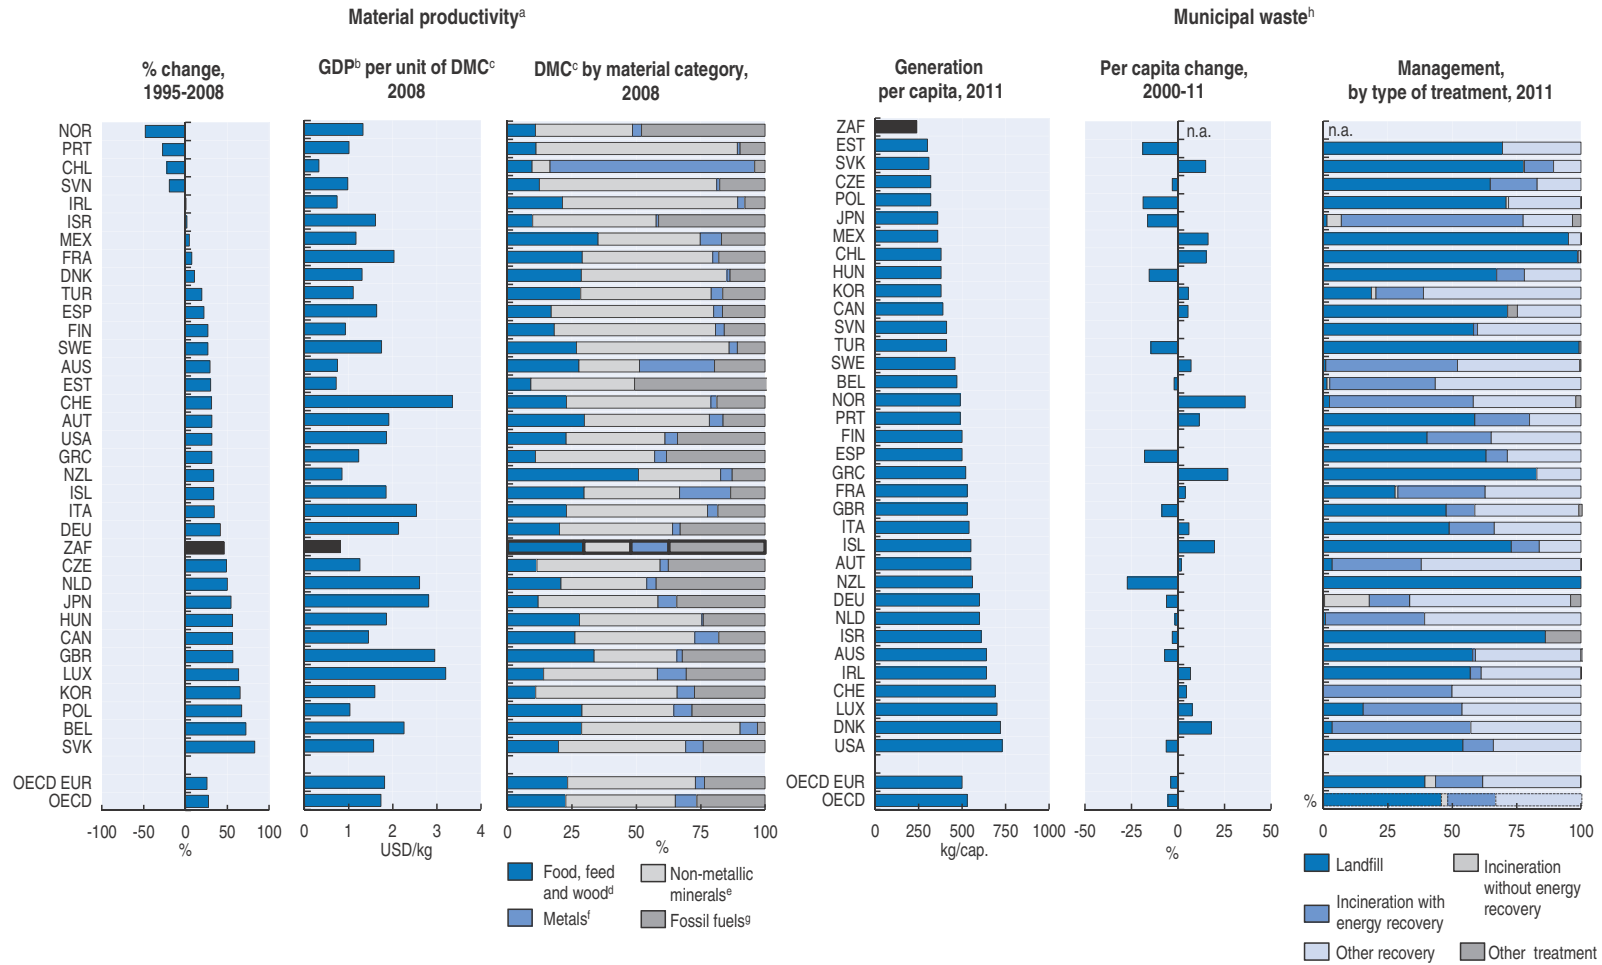 Material productivityᵃ
Municipal wasteʰ
% change,
1995-2008
GDPᵇ per unit of DMCᶜ
2008
DMCᶜ by material category,
2008
Generation
per capita, 2011
Per capita change,
2000-11
Management,
by type of treatment, 2011
NOR
PRT
CHL
SVN
IRL
ISR
MEX
FRA
DNK
TUR
ESP
FIN
SWE
AUS
EST
CHE
AUT
USA
GRC
NZL
ISL
ITA
DEU
ZAF
CZE
NLD
JPN
HUN
CAN
GBR
LUX
KOR
POL
BEL
SVK
OECD EUR
OECD
-100 -50 0 50 100
%
0 1 2 3 4
USD/kg
0 25 50 75 100
%
Food, feed
and woodᵈ
Non-metallic
mineralsᵉ
Metalsᶠ
Fossil fuelsᵍ
ZAF
EST
SVK
CZE
POL
JPN
MEX
CHL
HUN
KOR
CAN
SVN
TUR
SWE
BEL
NOR
PRT
FIN
ESP
GRC
FRA
GBR
ITA
ISL
AUT
NZL
DEU
NLD
ISR
AUS
IRL
CHE
LUX
DNK
USA
OECD EUR
OECD
0 250 500 750 1000
kg/cap.
n.a.
-50 -25 0 25 50
%
n.a.
%
0 25 50 75 100
Landfill
Incineration
without energy
recovery
Incineration with
energy recovery
Other recovery
Other treatment